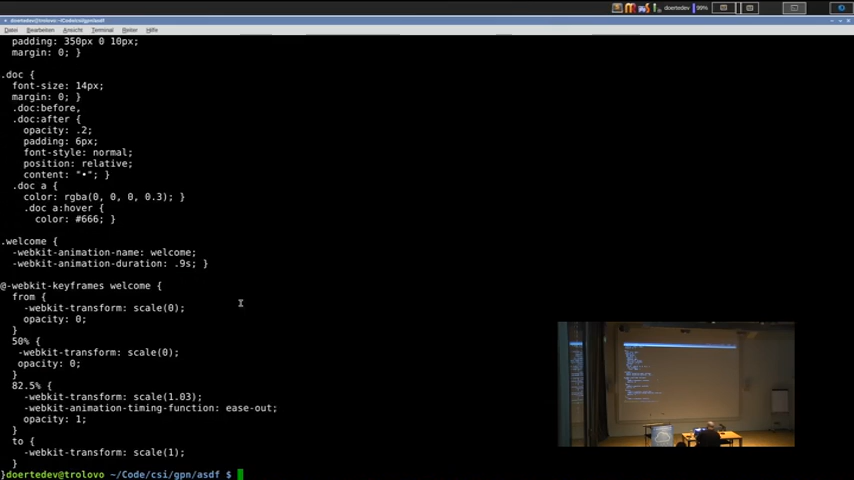 doertedev
99%
doertedev@trolovo: ~/Code/csi/gpn/asdf
Datei Bearbeiten Ansicht Terminal Reiter Hilfe
padding: 350px 0 10px;
margin: 0; }
.doc {
font-size: 14px;
margin: 0; }
.doc:before,
.doc:after {
opacity: .2;
padding: 6px;
font-style: normal;
position: relative;
content: "•"; }
.doc a {
color: rgba(0, 0, 0, 0.3); }
.doc a:hover {
color: #666; }
.welcome {
-webkit-animation-name: welcome;
-webkit-animation-duration: .9s; }
@-webkit-keyframes welcome {
from {
-webkit-transform: scale(0);
opacity: 0;
}
50% {
-webkit-transform: scale(0);
opacity: 0;
}
82.5% {
-webkit-transform: scale(1.03);
-webkit-animation-timing-function: ease-out;
opacity: 1;
}
to {
-webkit-transform: scale(1);
}
}doertedev@trolovo ~/Code/csi/gpn/asdf $